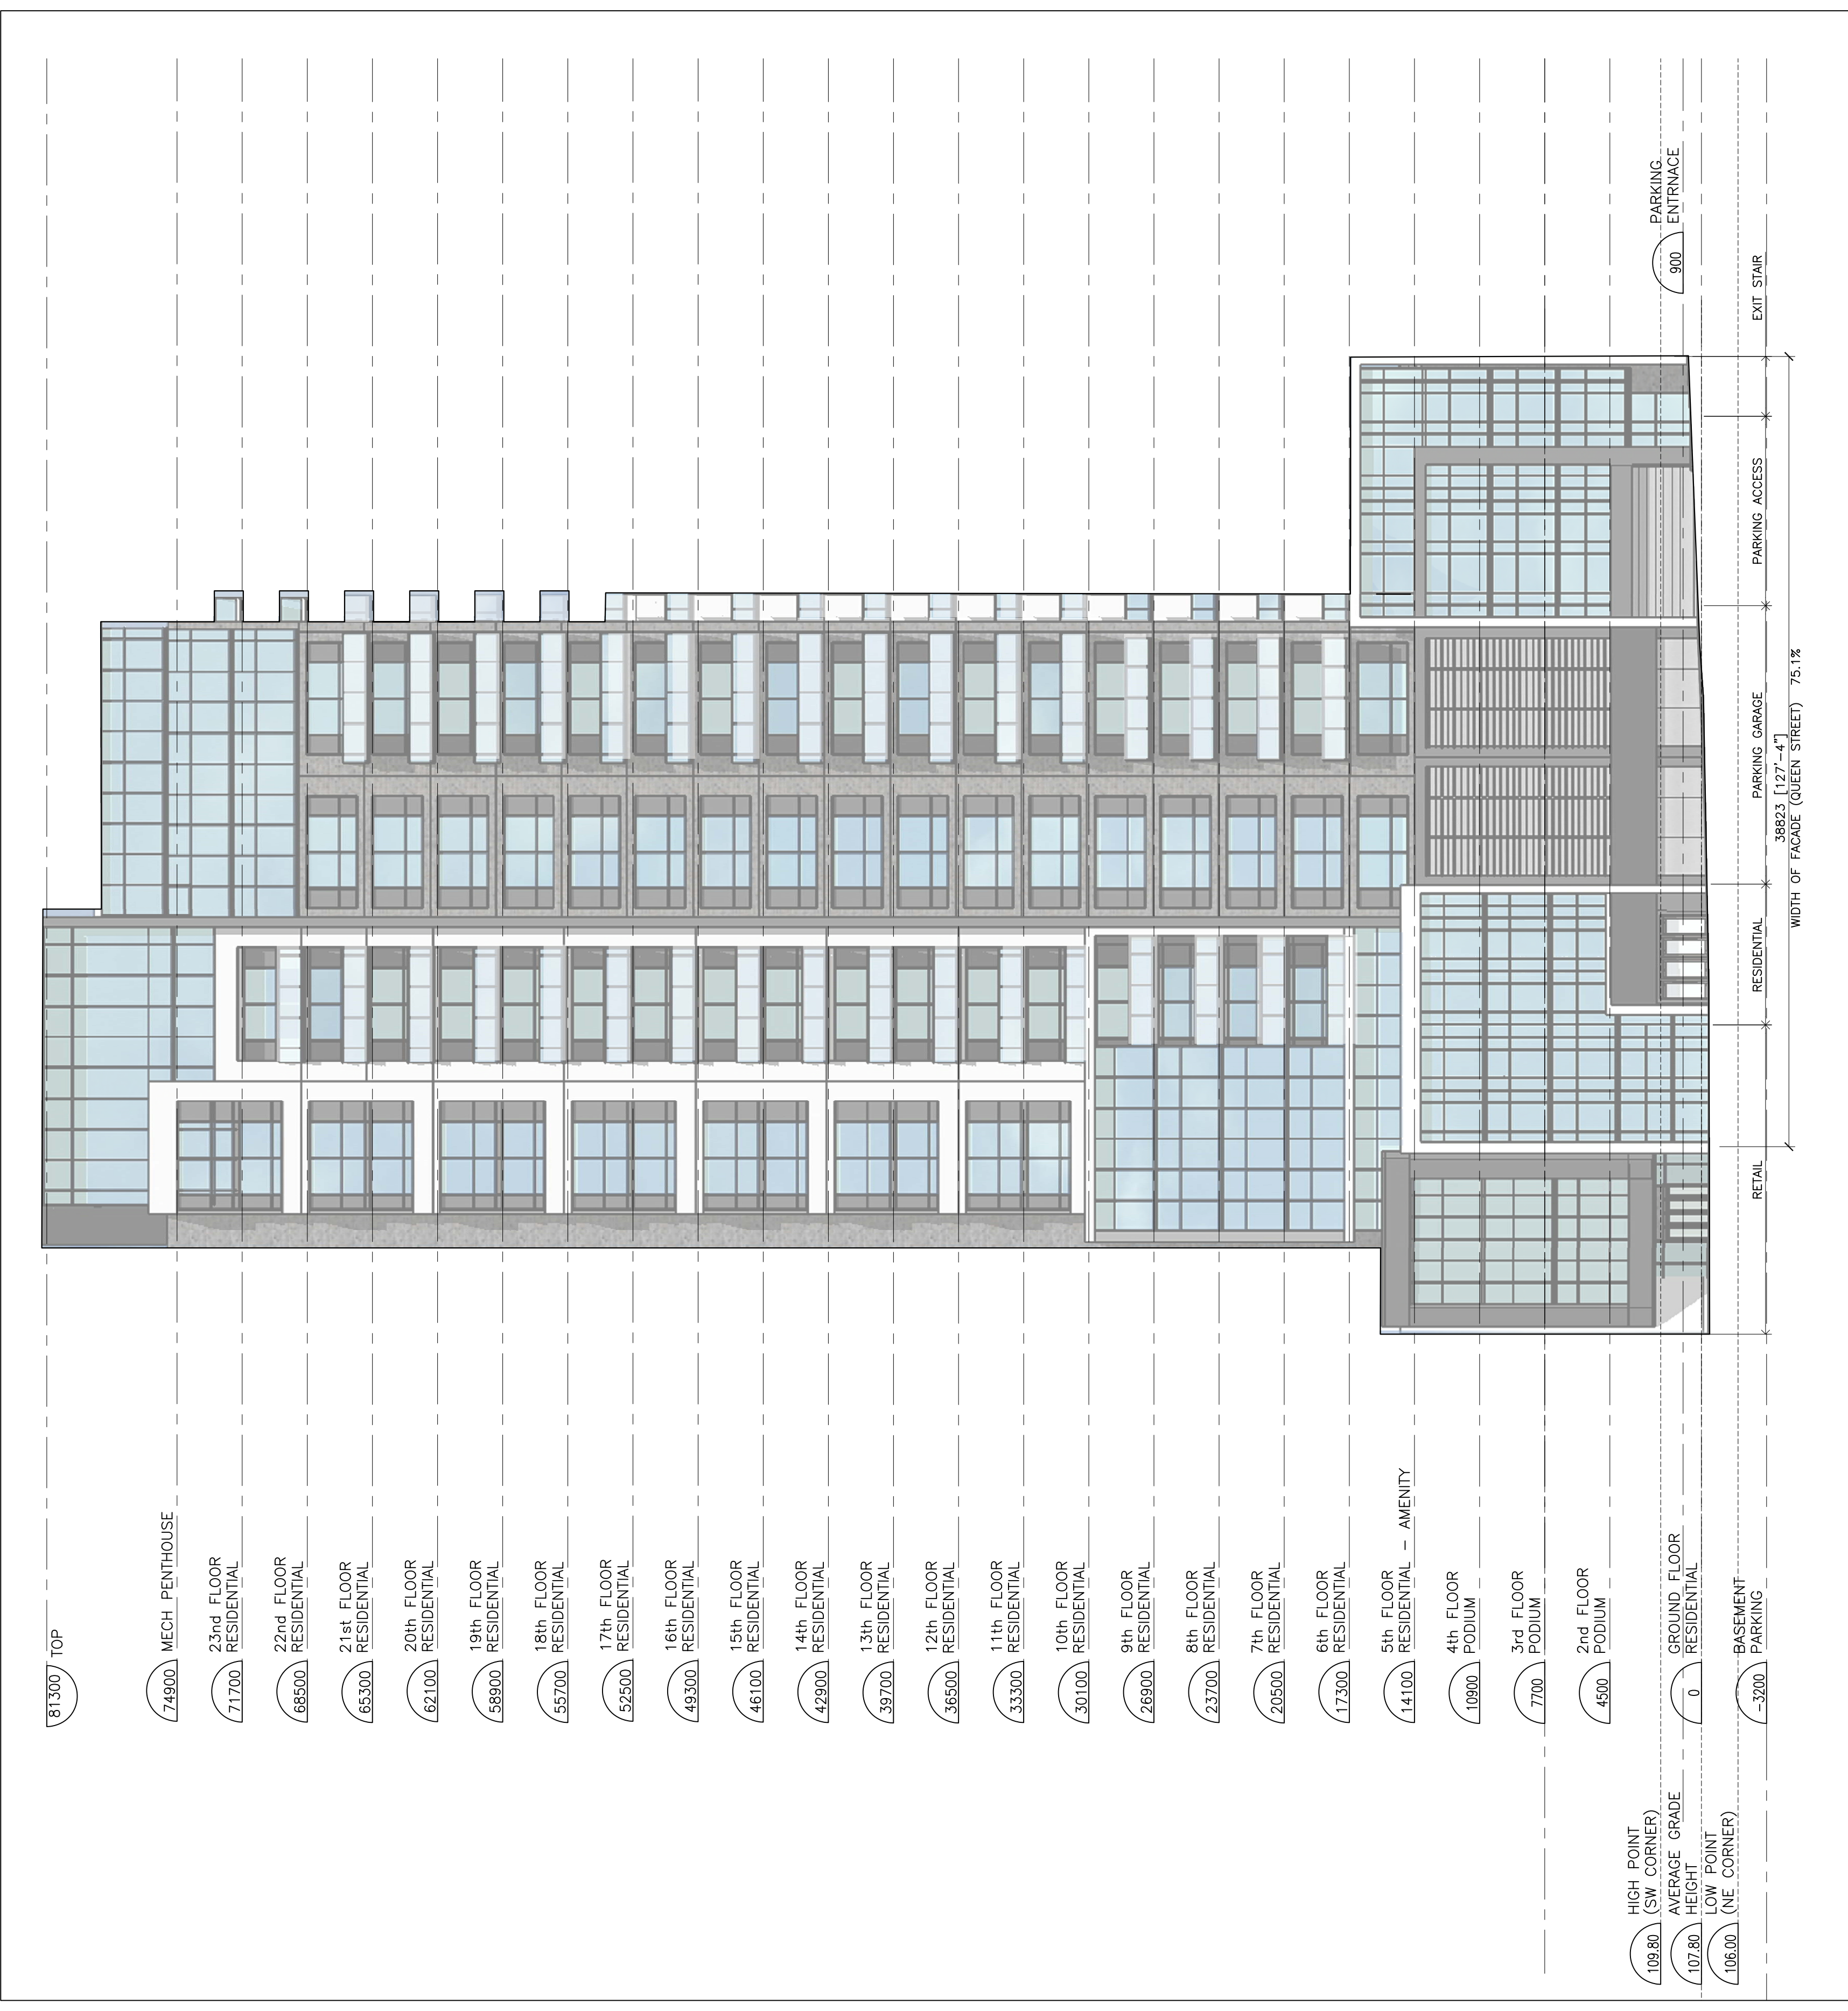 81300
TOP
74900
MECH PENTHOUSE
71700
23nd FLOOR
RESIDENTIAL
68500
22nd FLOOR
RESIDENTIAL
65300
21st FLOOR
RESIDENTIAL
62100
20th FLOOR
RESIDENTIAL
58900
19th FLOOR
RESIDENTIAL
55700
18th FLOOR
RESIDENTIAL
52500
17th FLOOR
RESIDENTIAL
49300
16th FLOOR
RESIDENTIAL
46100
15th FLOOR
RESIDENTIAL
42900
14th FLOOR
RESIDENTIAL
39700
13th FLOOR
RESIDENTIAL
36500
12th FLOOR
RESIDENTIAL
33300
11th FLOOR
RESIDENTIAL
30100
10th FLOOR
RESIDENTIAL
26900
9th FLOOR
RESIDENTIAL
23700
8th FLOOR
RESIDENTIAL
20500
7th FLOOR
RESIDENTIAL
17300
6th FLOOR
RESIDENTIAL
14100
5th FLOOR
RESIDENTIAL - AMENITY
10900
4th FLOOR
PODIUM
7700
3rd FLOOR
PODIUM
4500
2nd FLOOR
PODIUM
109.80
HIGH POINT
(SW CORNER)
PARKING
ENTRNACE
900
107.80
AVERAGE GRADE
HEIGHT
0
GROUND FLOOR
RESIDENTIAL
106.00
LOW POINT
(NE CORNER)
-3200
BASEMENT
PARKING
RETAIL
RESIDENTIAL
PARKING GARAGE
PARKING ACCESS
EXIT STAIR
38823 [127'-4"]
WIDTH OF FACADE (QUEEN STREET) 75.1%